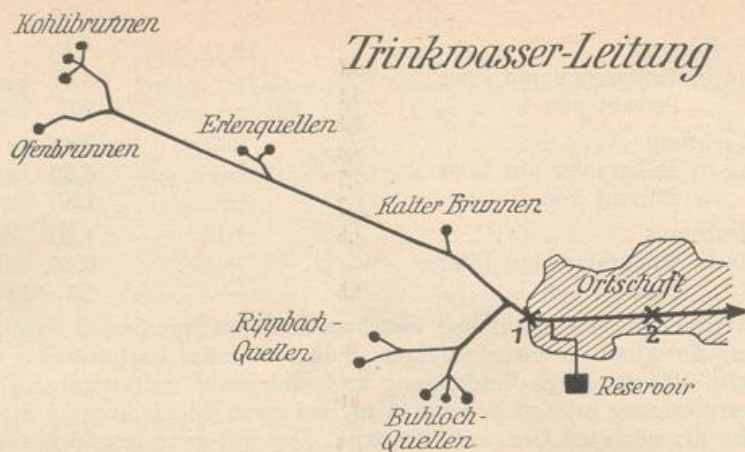 Kohlibrunnen
Trinkwasser-Leitung
Ofenbrunnen
Erlenquellen
Kalter Brunnen
Ortschaft
Rippbach-
Quellen
1
2
Reservoir
Buhloch-
Quellen